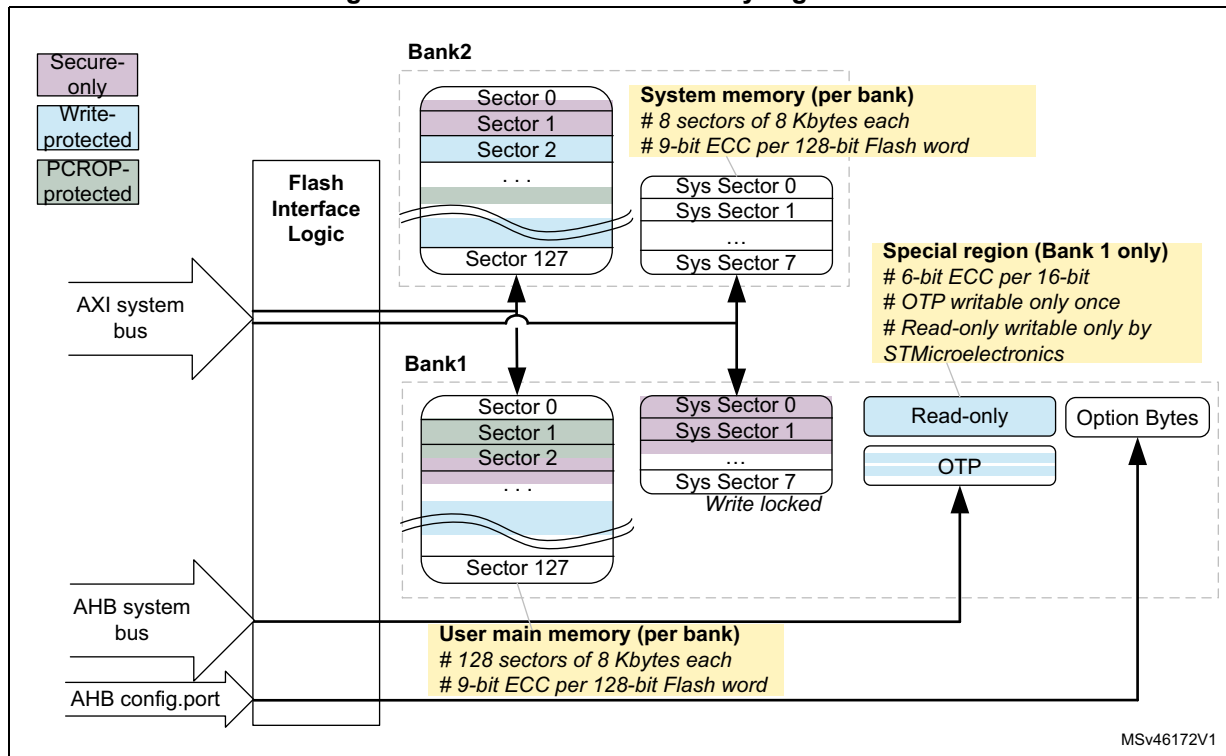 Secure-
only
Write-
protected
PCROP-
protected
Flash
Interface
Logic
AXI system
bus
AHB system
bus
AHB config.port
Bank2
Sector 0
Sector 1
Sector 2
. . .
Sector 127
System memory (per bank)
# 8 sectors of 8 Kbytes each
# 9-bit ECC per 128-bit Flash word
Sys Sector 0
Sys Sector 1
...
Sys Sector 7
Special region (Bank 1 only)
# 6-bit ECC per 16-bit
# OTP writable only once
# Read-only writable only by
STMicroelectronics
Bank1
Sector 0
Sector 1
Sector 2
. . .
Sector 127
Sys Sector 0
Sys Sector 1
...
Sys Sector 7
Write locked
Read-only
OTP
Option Bytes
User main memory (per bank)
# 128 sectors of 8 Kbytes each
# 9-bit ECC per 128-bit Flash word
MSv46172V1